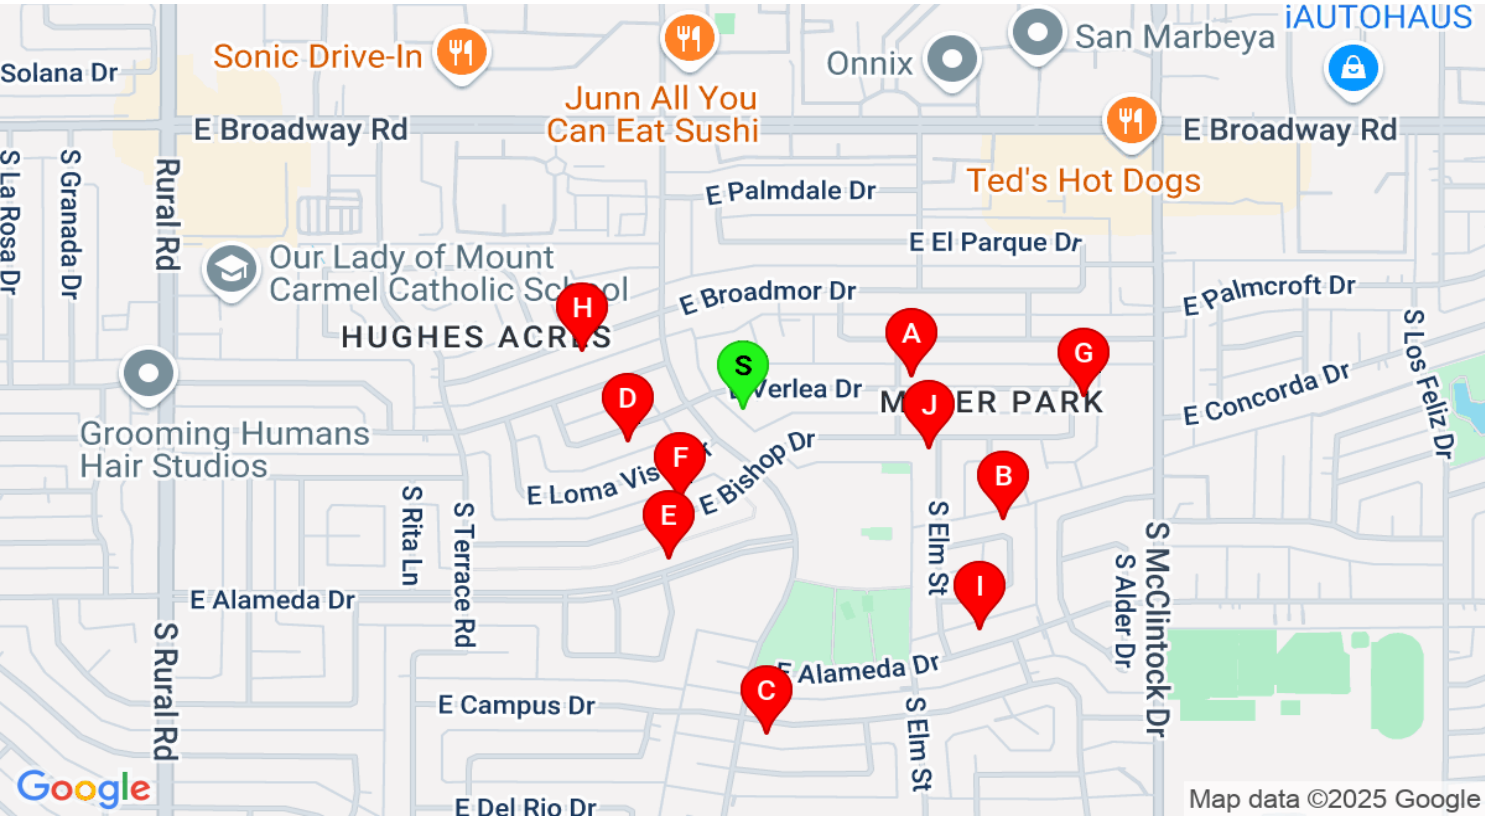 iAUTOHAUS
San Marbeya
Sonic Drive-In
Onnix
Solana Dr
Junn All You
Can Eat Sushi
E Broadway Rd
E Broadway Rd
Ted's Hot Dogs
S La Rosa Dr
S Granada Dr
Rural Rd
E Palmdale Dr
E El Parque Dr
Our Lady of Mount
Carmel Catholic School
E Broadmor Dr
E Palmcroft Dr
H
HUGHES ACRES
A
G
S
S Los Feliz Dr
E Verlea Dr
D
J
PARK
E Concorda Dr
Grooming Humans
Hair Studios
F
E Bishop Dr
E Loma Vista Dr
B
E
S Rita Ln
S Terrace Rd
S Elm St
S McClintock Dr
S Alder Dr
I
E Alameda Dr
S Rural Rd
E Alameda Dr
C
E Campus Dr
S Elm St
Google
E Del Rio Dr
Map data ©2025 Google